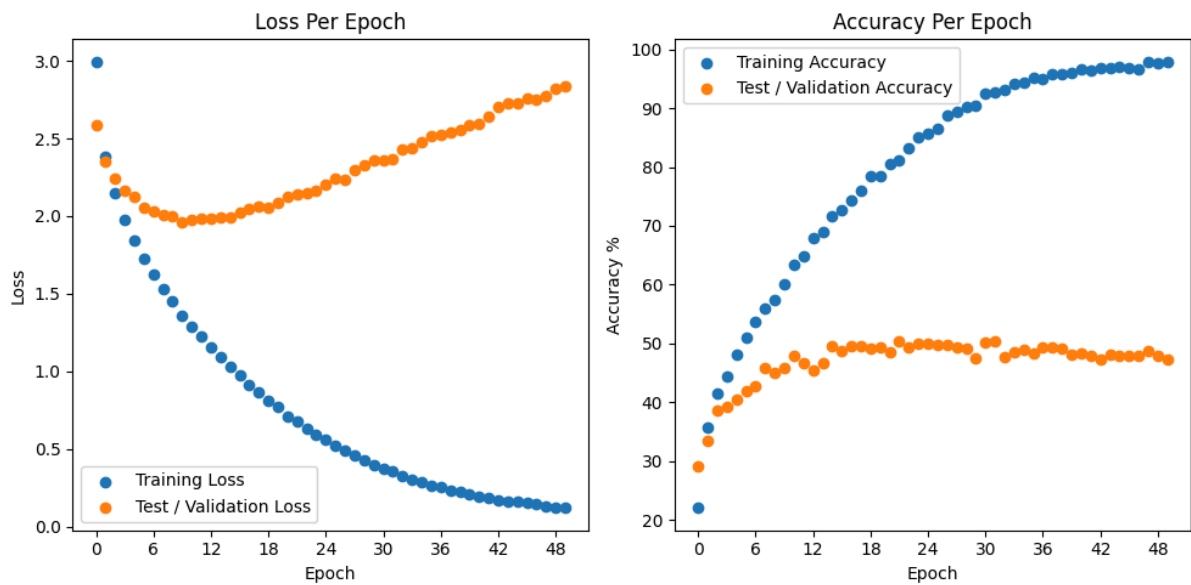 Loss Per Epoch
3.0
2.5
2.0
1.5
1.0
0.5
0.0
Loss
Training Loss
Test / Validation Loss
0 6 12 18 24 30 36 42 48
Epoch
Accuracy Per Epoch
100
90
80
70
60
50
40
30
20
Accuracy %
Training Accuracy
Test / Validation Accuracy
0 6 12 18 24 30 36 42 48
Epoch